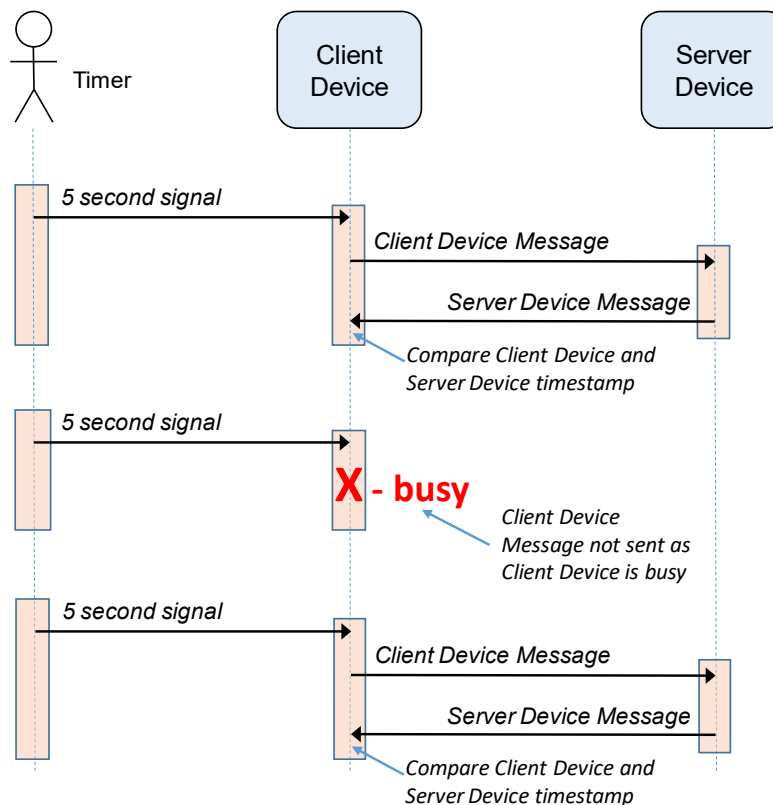 Timer
Client
Device
Server
Device
5 second signal
Client Device Message
Server Device Message
Compare Client Device and
Server Device timestamp
5 second signal
X - busy
Client Device
Message not sent as
Client Device is busy
5 second signal
Client Device Message
Server Device Message
Compare Client Device and
Server Device timestamp